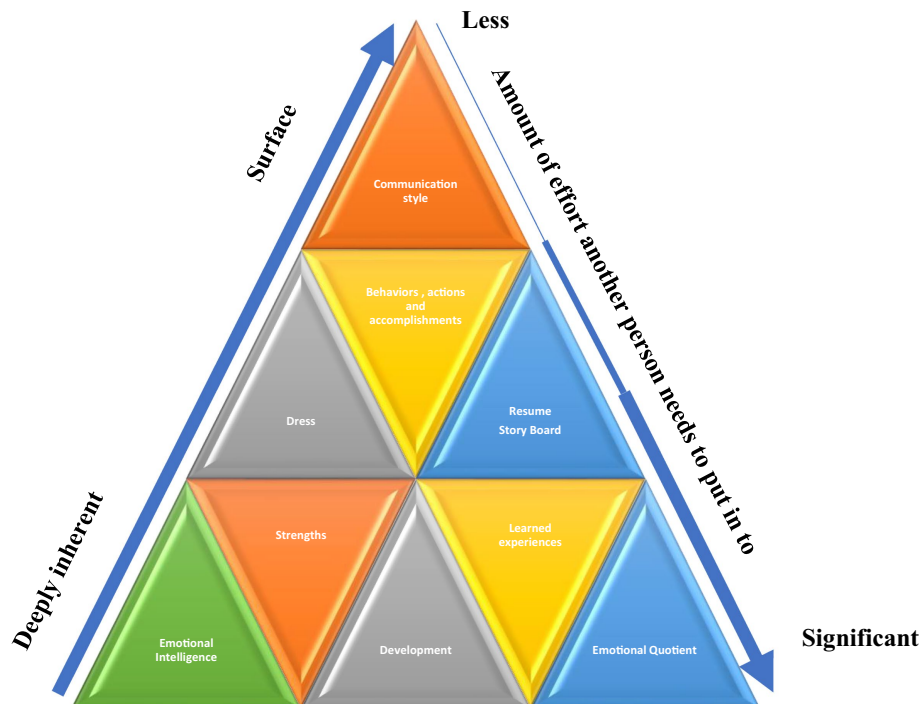 Less
Surface
Amount of effort another person needs to put in to
Communication
style
Behaviors , actions
and
accomplishments
Dress
Resume
Story Board
Deeply inherent
Strengths
Learned
experiences
Emotional
Intelligence
Development
Emotional Quotient
Significant